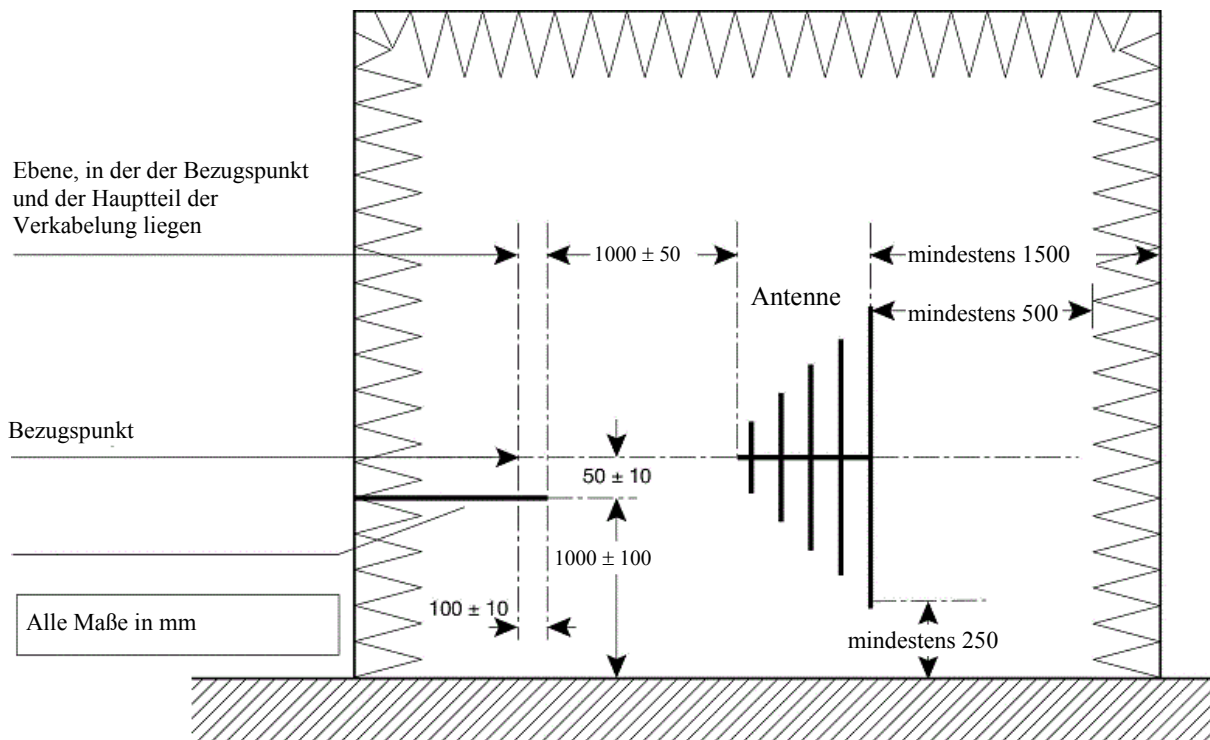 Ebene, in der der Bezugspunkt
und der Hauptteil der
Verkabelung liegen
1000 ± 50
mindestens 1500
Antenne
mindestens 500
Bezugspunkt
50 ± 10
1000 ± 100
100 ± 10
Alle Maße in mm
mindestens 250